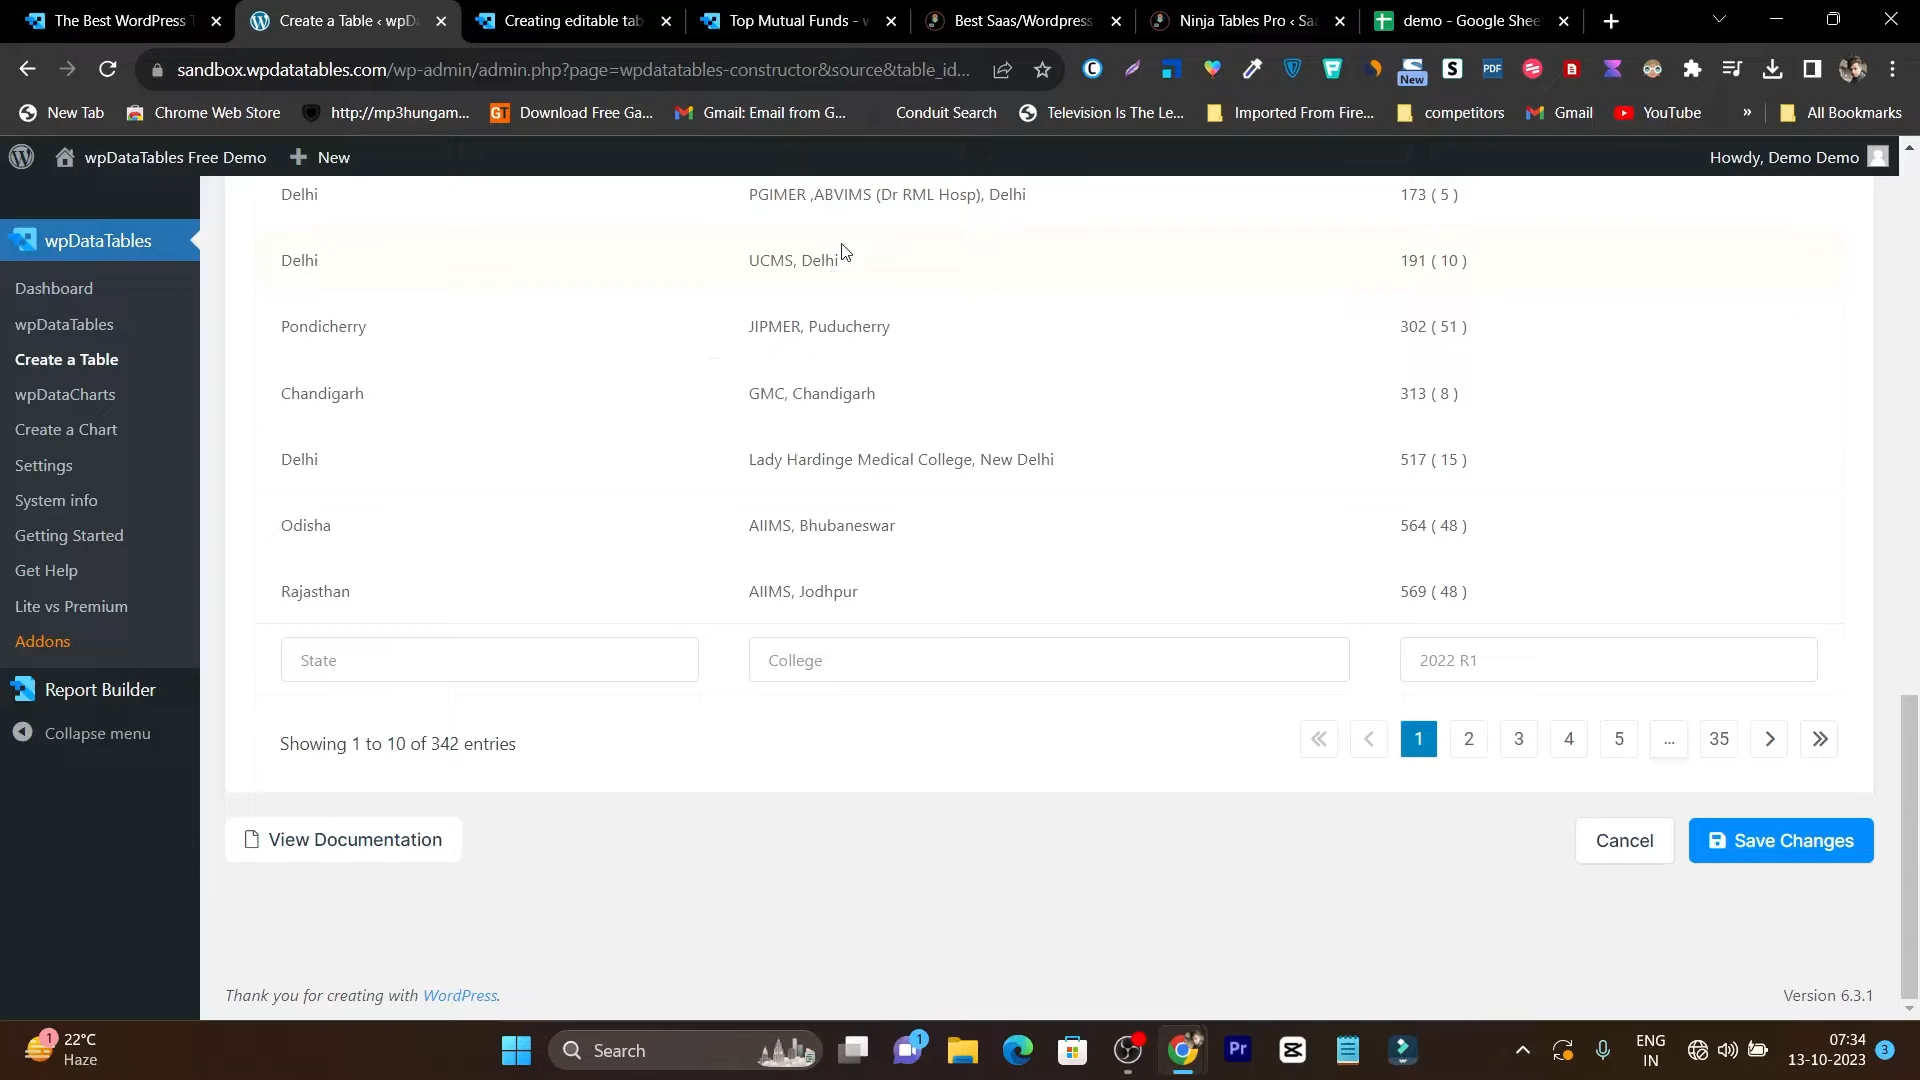 The Best WordPress
Create a Table ‹ wpD
Creating editable tab
Top Mutual Funds -
Best Saas/Wordpress
Ninja Tables Pro ‹ Saa
demo - Google Shee
sandbox.wpdatatables.com/wp-admin/admin.php?page=wpdatatables-constructor&source&table_id...
New
PDF
New Tab
Chrome Web Store
http://mp3hungam...
GT
Download Free Ga...
Gmail: Email from G...
Conduit Search
Television Is The Le...
Imported From Fire...
competitors
Gmail
YouTube
»
All Bookmarks
wpDataTables Free Demo
New
Howdy, Demo Demo
wpDataTables
Dashboard
wpDataTables
Create a Table
wpDataCharts
Create a Chart
Settings
System info
Getting Started
Get Help
Lite vs Premium
Addons
Report Builder
Collapse menu
Delhi PGIMER ,ABVIMS (Dr RML Hosp), Delhi 173 ( 5 )
Delhi UCMS, Delhi 191 ( 10 )
Pondicherry JIPMER, Puducherry 302 ( 51 )
Chandigarh GMC, Chandigarh 313 ( 8 )
Delhi Lady Hardinge Medical College, New Delhi 517 ( 15 )
Odisha AIIMS, Bhubaneswar 564 ( 48 )
Rajasthan AIIMS, Jodhpur 569 ( 48 )
State College 2022 R1
Showing 1 to 10 of 342 entries
« ‹ 1 2 3 4 5 ... 35 › »
View Documentation
Cancel
Save Changes
Thank you for creating with WordPress.
Version 6.3.1
1
22°C
Haze
Search
1
Pr
ENG
IN
07:34
13-10-2023
3